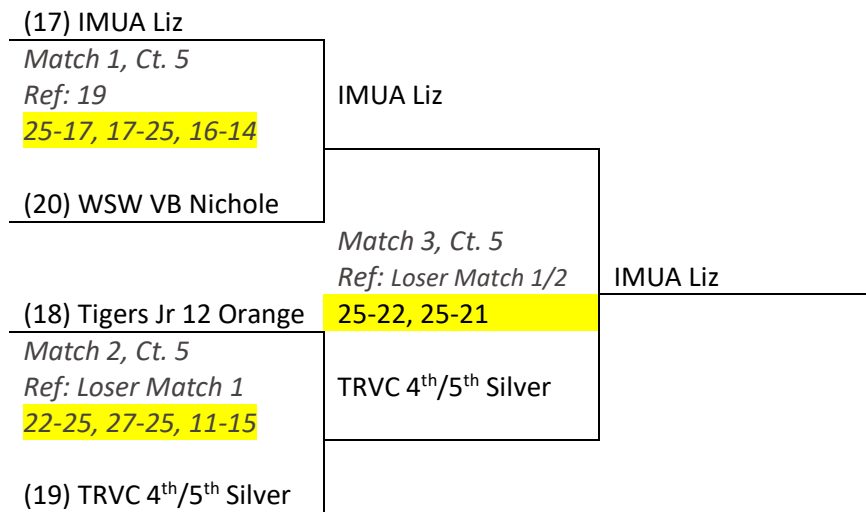 (17) IMUA Liz
Match 1, Ct. 5
Ref: 19
25-17, 17-25, 16-14
IMUA Liz
(20) WSW VB Nichole
Match 3, Ct. 5
Ref: Loser Match 1/2
25-22, 25-21
IMUA Liz
(18) Tigers Jr 12 Orange
Match 2, Ct. 5
Ref: Loser Match 1
22-25, 27-25, 11-15
TRVC 4th/5th Silver
(19) TRVC 4th/5th Silver